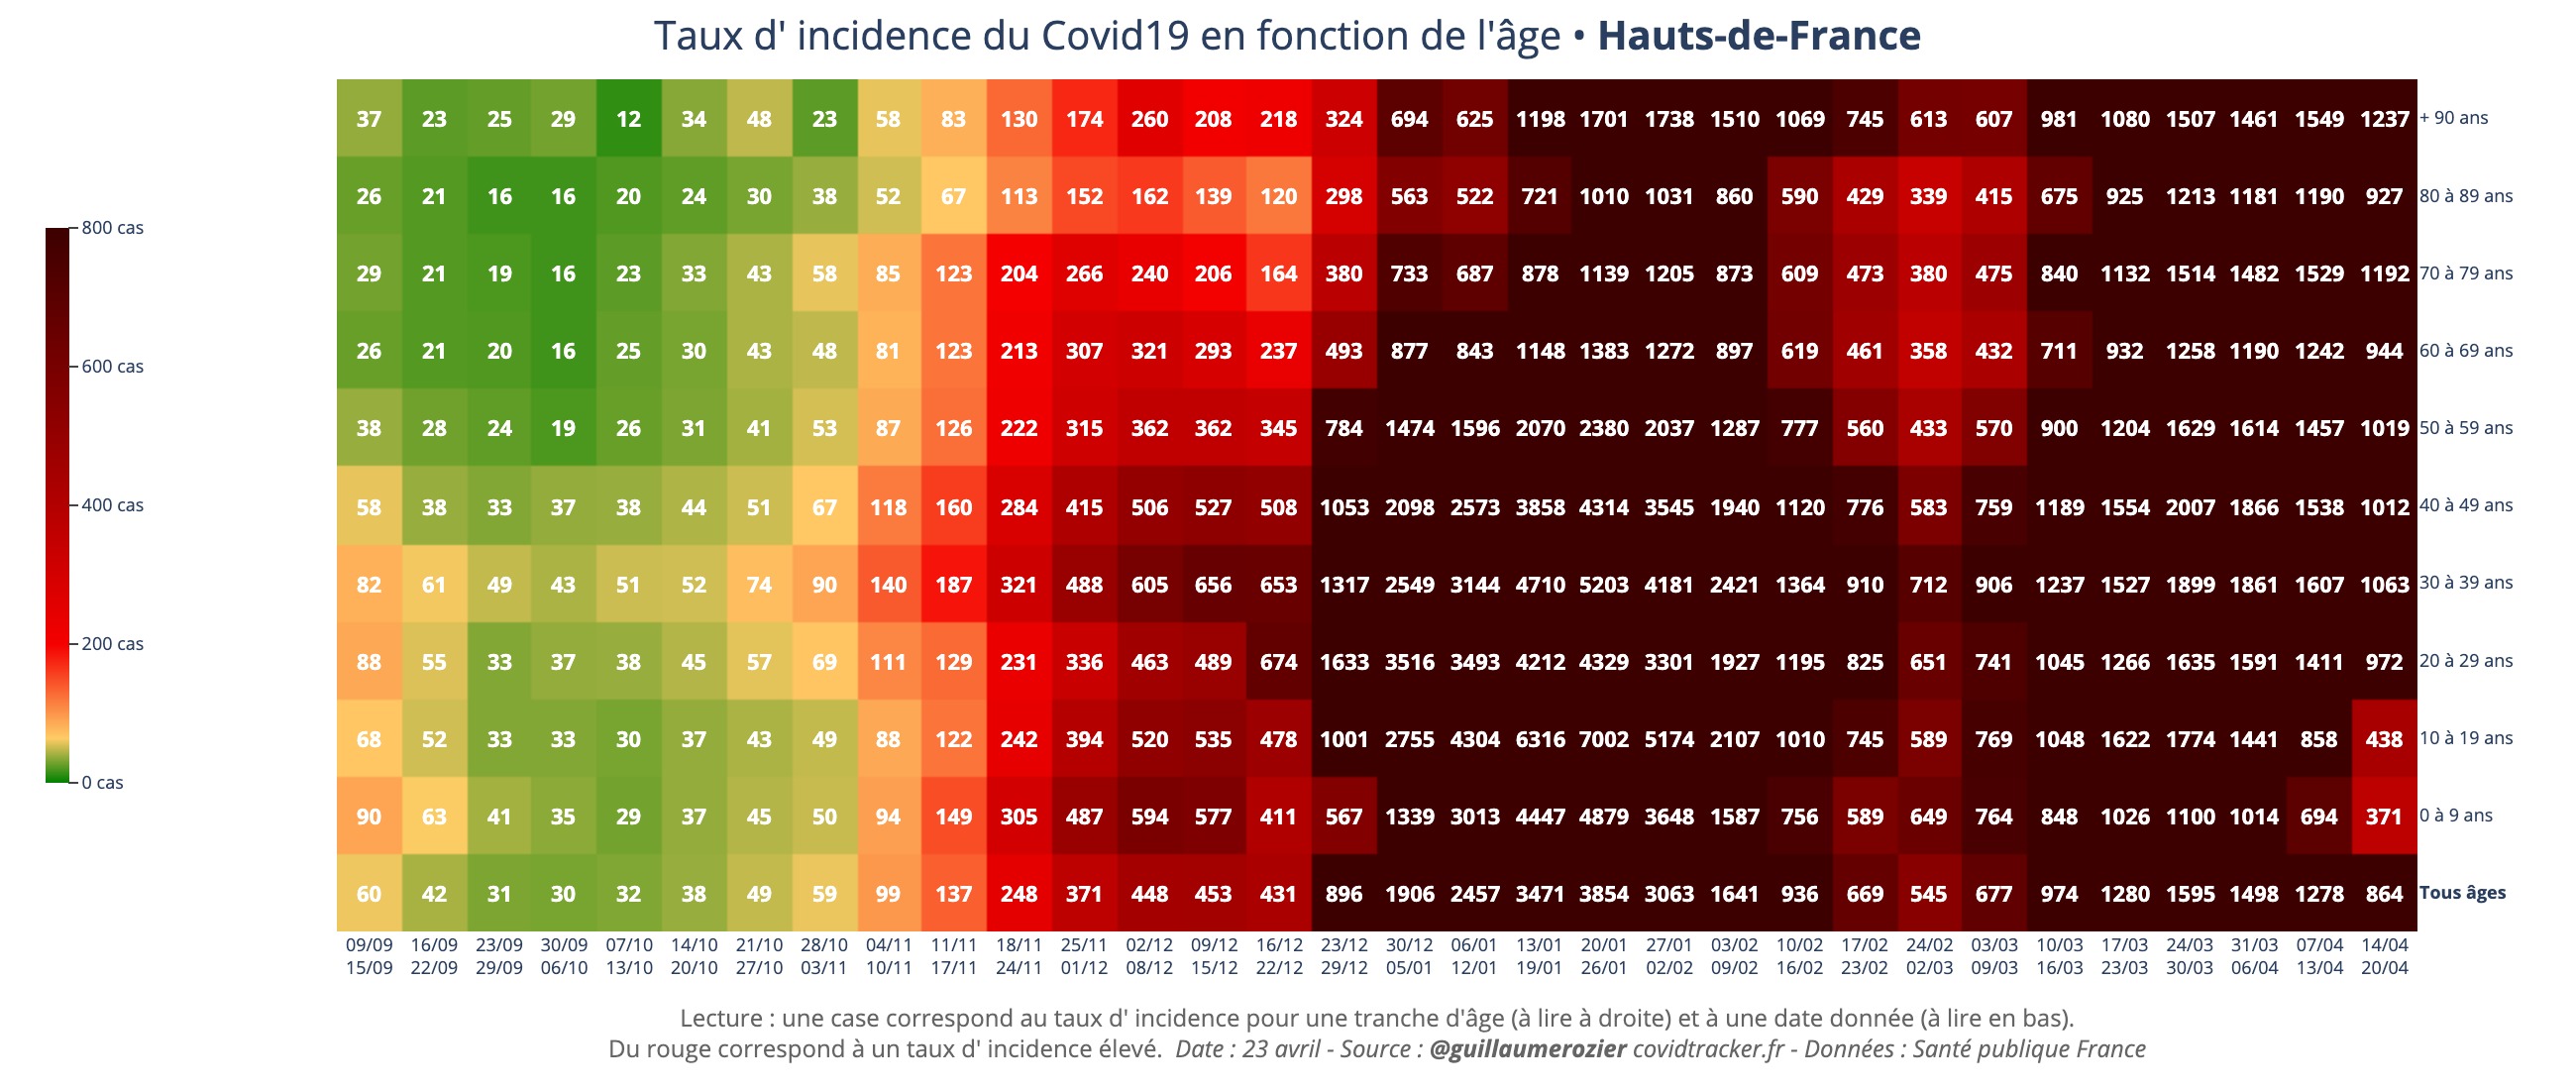 Taux d' incidence du Covid19 en fonction de l'âge • Hauts-de-France
800 cas
600 cas
400 cas
200 cas
0 cas
37 23 25 29 12 34 48 23 58 83 130 174 260 208 218 324 694 625 1198 1701 1738 1510 1069 745 613 607 981 1080 1507 1461 1549 1237 + 90 ans
26 21 16 16 20 24 30 38 52 67 113 152 162 139 120 298 563 522 721 1010 1031 860 590 429 339 415 675 925 1213 1181 1190 927 80 à 89 ans
29 21 19 16 23 33 43 58 85 123 204 266 240 206 164 380 733 687 878 1139 1205 873 609 473 380 475 840 1132 1514 1482 1529 1192 70 à 79 ans
26 21 20 16 25 30 43 48 81 123 213 307 321 293 237 493 877 843 1148 1383 1272 897 619 461 358 432 711 932 1258 1190 1242 944 60 à 69 ans
38 28 24 19 26 31 41 53 87 126 222 315 362 362 345 784 1474 1596 2070 2380 2037 1287 777 560 433 570 900 1204 1629 1614 1457 1019 50 à 59 ans
58 38 33 37 38 44 51 67 118 160 284 415 506 527 508 1053 2098 2573 3858 4314 3545 1940 1120 776 583 759 1189 1554 2007 1866 1538 1012 40 à 49 ans
82 61 49 43 51 52 74 90 140 187 321 488 605 656 653 1317 2549 3144 4710 5203 4181 2421 1364 910 712 906 1237 1527 1899 1861 1607 1063 30 à 39 ans
88 55 33 37 38 45 57 69 111 129 231 336 463 489 674 1633 3516 3493 4212 4329 3301 1927 1195 825 651 741 1045 1266 1635 1591 1411 972 20 à 29 ans
68 52 33 33 30 37 43 49 88 122 242 394 520 535 478 1001 2755 4304 6316 7002 5174 2107 1010 745 589 769 1048 1622 1774 1441 858 438 10 à 19 ans
90 63 41 35 29 37 45 50 94 149 305 487 594 577 411 567 1339 3013 4447 4879 3648 1587 756 589 649 764 848 1026 1100 1014 694 371 0 à 9 ans
60 42 31 30 32 38 49 59 99 137 248 371 448 453 431 896 1906 2457 3471 3854 3063 1641 936 669 545 677 974 1280 1595 1498 1278 864 Tous âges
09/09 16/09 23/09 30/09 07/10 14/10 21/10 28/10 04/11 11/11 18/11 25/11 02/12 09/12 16/12 23/12 30/12 06/01 13/01 20/01 27/01 03/02 10/02 17/02 24/02 03/03 10/03 17/03 24/03 31/03 07/04 14/04
15/09 22/09 29/09 06/10 13/10 20/10 27/10 03/11 10/11 17/11 24/11 01/12 08/12 15/12 22/12 29/12 05/01 12/01 19/01 26/01 02/02 09/02 16/02 23/02 02/03 09/03 16/03 23/03 30/03 06/04 13/04 20/04
Lecture : une case correspond au taux d' incidence pour une tranche d'âge (à lire à droite) et à une date donnée (à lire en bas).
Du rouge correspond à un taux d' incidence élevé. Date : 23 avril - Source : @guillaumerozier covidtracker.fr - Données : Santé publique France